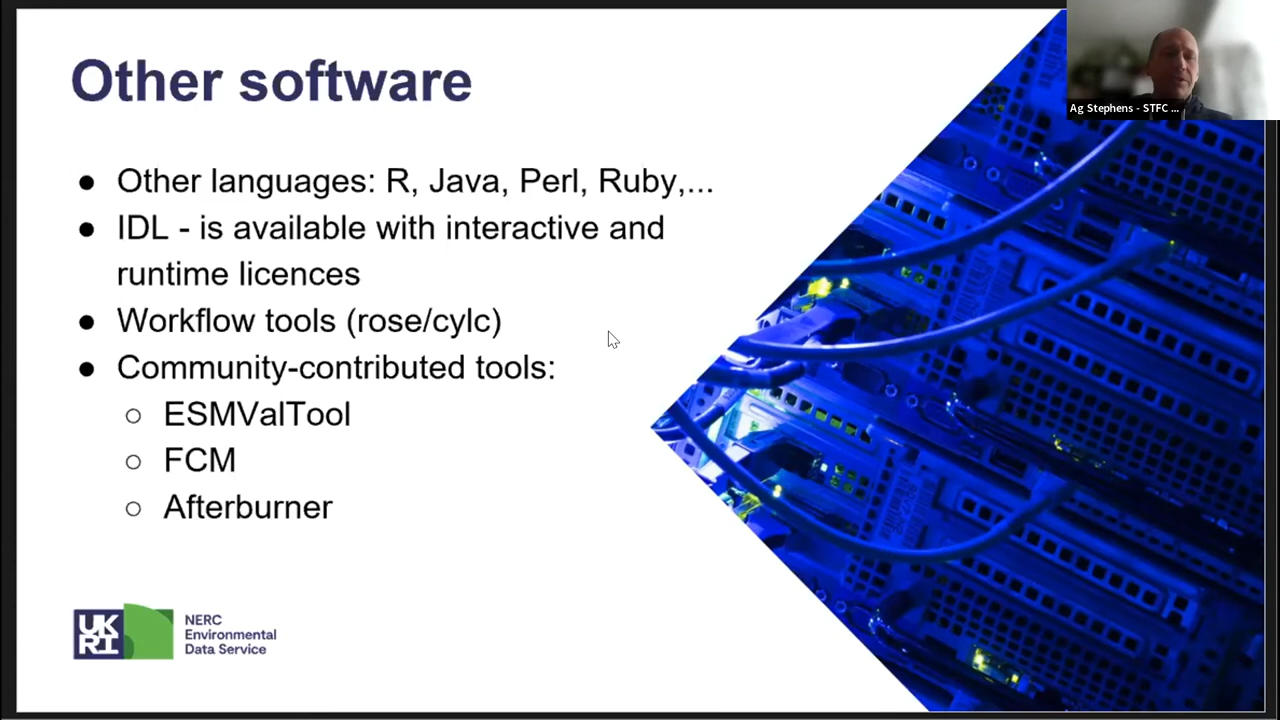 Other software
● Other languages: R, Java, Perl, Ruby,...
● IDL - is available with interactive and
runtime licences
● Workflow tools (rose/cylc)
● Community-contributed tools:
○ ESMValTool
○ FCM
○ Afterburner
UK
RI
NERC
Environmental
Data Service
Ag Stephens - STFC ...